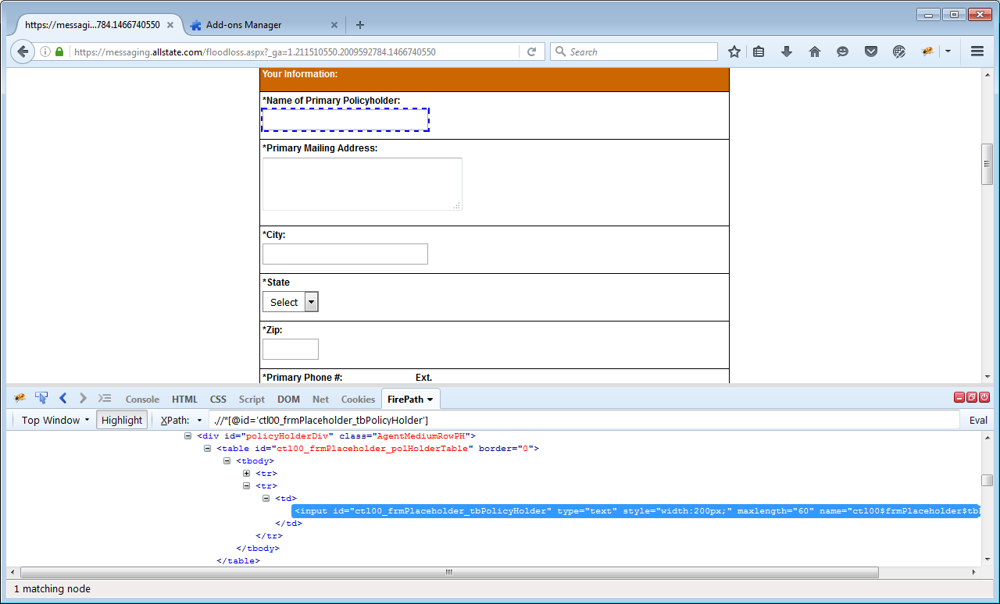 https://messagi...784.1466740550
Add-ons Manager
https://messaging.allstate.com/floodloss.aspx?_ga=1.211510550.2009592784.1466740550
Search
Your Information:
*Name of Primary Policyholder:
*Primary Mailing Address:
*City:
*State
Select
*Zip:
*Primary Phone #: Ext.
Console HTML CSS Script DOM Net Cookies FirePath
Top Window Highlight XPath: .//*[@id='ctl00_frmPlaceholder_tbPolicyHolder'] Eval
<div id="policyHolderDiv" class="AgentMediumRowPH">
<table id="ctl00_frmPlaceholder_polHolderTable" border="0">
<tbody>
<tr>
<tr>
<td>
<input id="ctl00_frmPlaceholder_tbPolicyHolder" type="text" style="width:200px;" maxlength="60" name="ctl00$frmPlaceholder$tb
</td>
</tr>
</tbody>
</table>
1 matching node